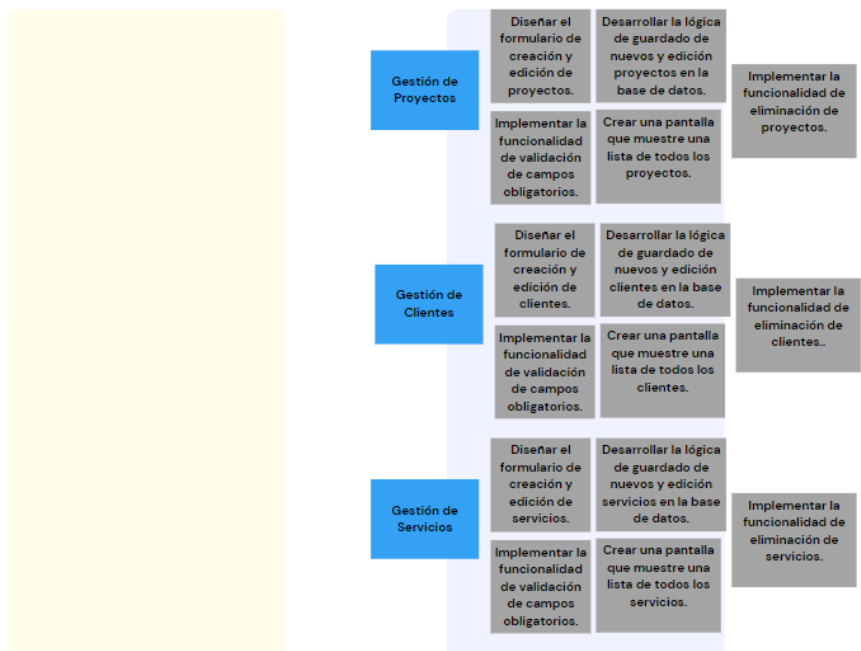 Gestión de
Proyectos
Diseñar el
formulario de
creación y
edición de
proyectos.
Desarrollar la lógica
de guardado de
nuevos y edición
proyectos en la
base de datos.
Implementar la
funcionalidad de
eliminación de
proyectos.
Implementar la
funcionalidad
de validación
de campos
obligatorios.
Crear una pantalla
que muestre una
lista de todos los
proyectos.
Gestión de
Clientes
Diseñar el
formulario de
creación y
edición de
clientes.
Desarrollar la lógica
de guardado de
nuevos y edición
clientes en la base
de datos.
Implementar la
funcionalidad de
eliminación de
clientes..
Implementar la
funcionalidad
de validación
de campos
obligatorios.
Crear una pantalla
que muestre una
lista de todos los
clientes.
Gestión de
Servicios
Diseñar el
formulario de
creación y
edición de
servicios.
Desarrollar la lógica
de guardado de
nuevos y edición
servicios en la base
de datos.
Implementar la
funcionalidad de
eliminación de
servicios.
Implementar la
funcionalidad
de validación
de campos
obligatorios.
Crear una pantalla
que muestre una
lista de todos los
servicios.